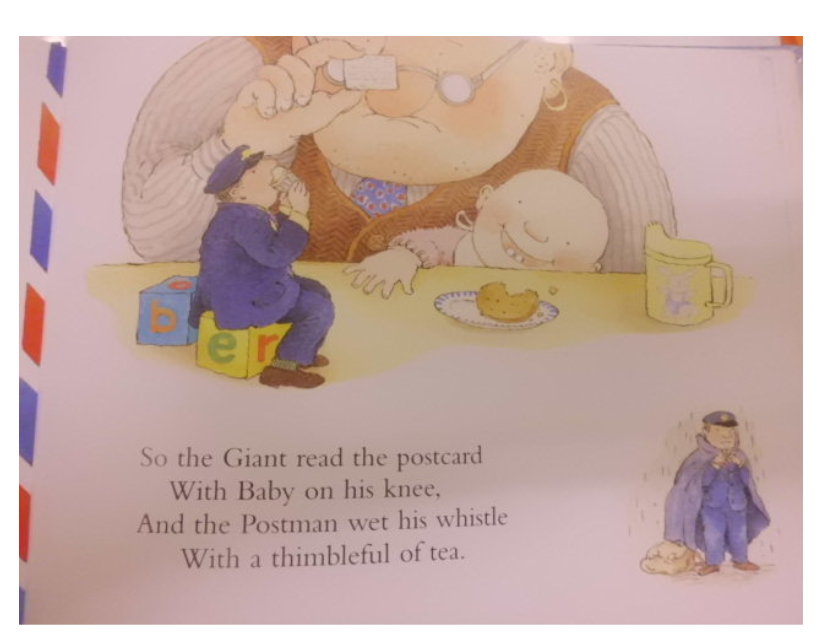 b
e r
So the Giant read the postcard
With Baby on his knee,
And the Postman wet his whistle
With a thimbleful of tea.